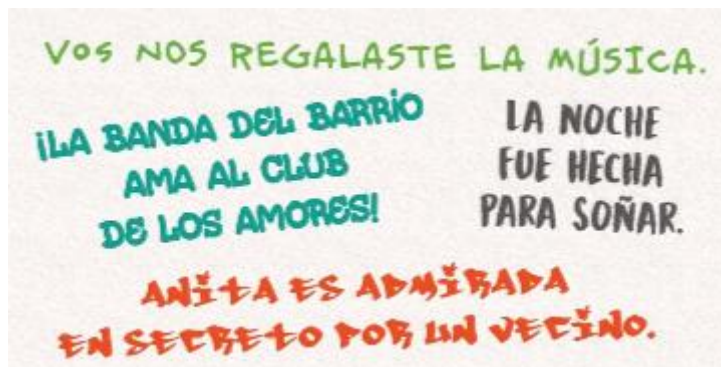 VOS NOS REGALASTE LA MÚSICA.
¡LA BANDA DEL BARRIO
AMA AL CLUB
DE LOS AMORES!
LA NOCHE
FUE HECHA
PARA SOÑAR.
ANITA ES ADMIRADA
EN SECRETO POR UN VECINO.